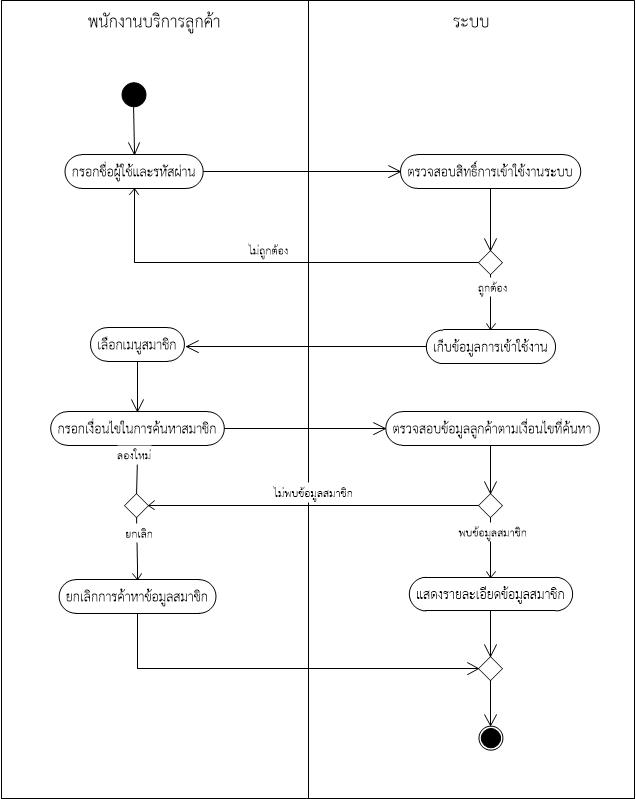 พนักงานบริการลูกค้า
ระบบ
กรอกชื่อผู้ใช้และรหัสผ่าน
ตรวจสอบสิทธิ์การเข้าใช้งานระบบ
ไม่ถูกต้อง
ถูกต้อง
เลือกเมนูสมาชิก
เก็บข้อมูลการเข้าใช้งาน
กรอกเงื่อนไขในการค้นหาสมาชิก
ตรวจสอบข้อมูลลูกค้าตามเงื่อนไขที่ค้นหา
ลองใหม่
ไม่พบข้อมูลสมาชิก
ยกเลิก
พบข้อมูลสมาชิก
ยกเลิกการค้าหาข้อมูลสมาชิก
แสดงรายละเอียดข้อมูลสมาชิก